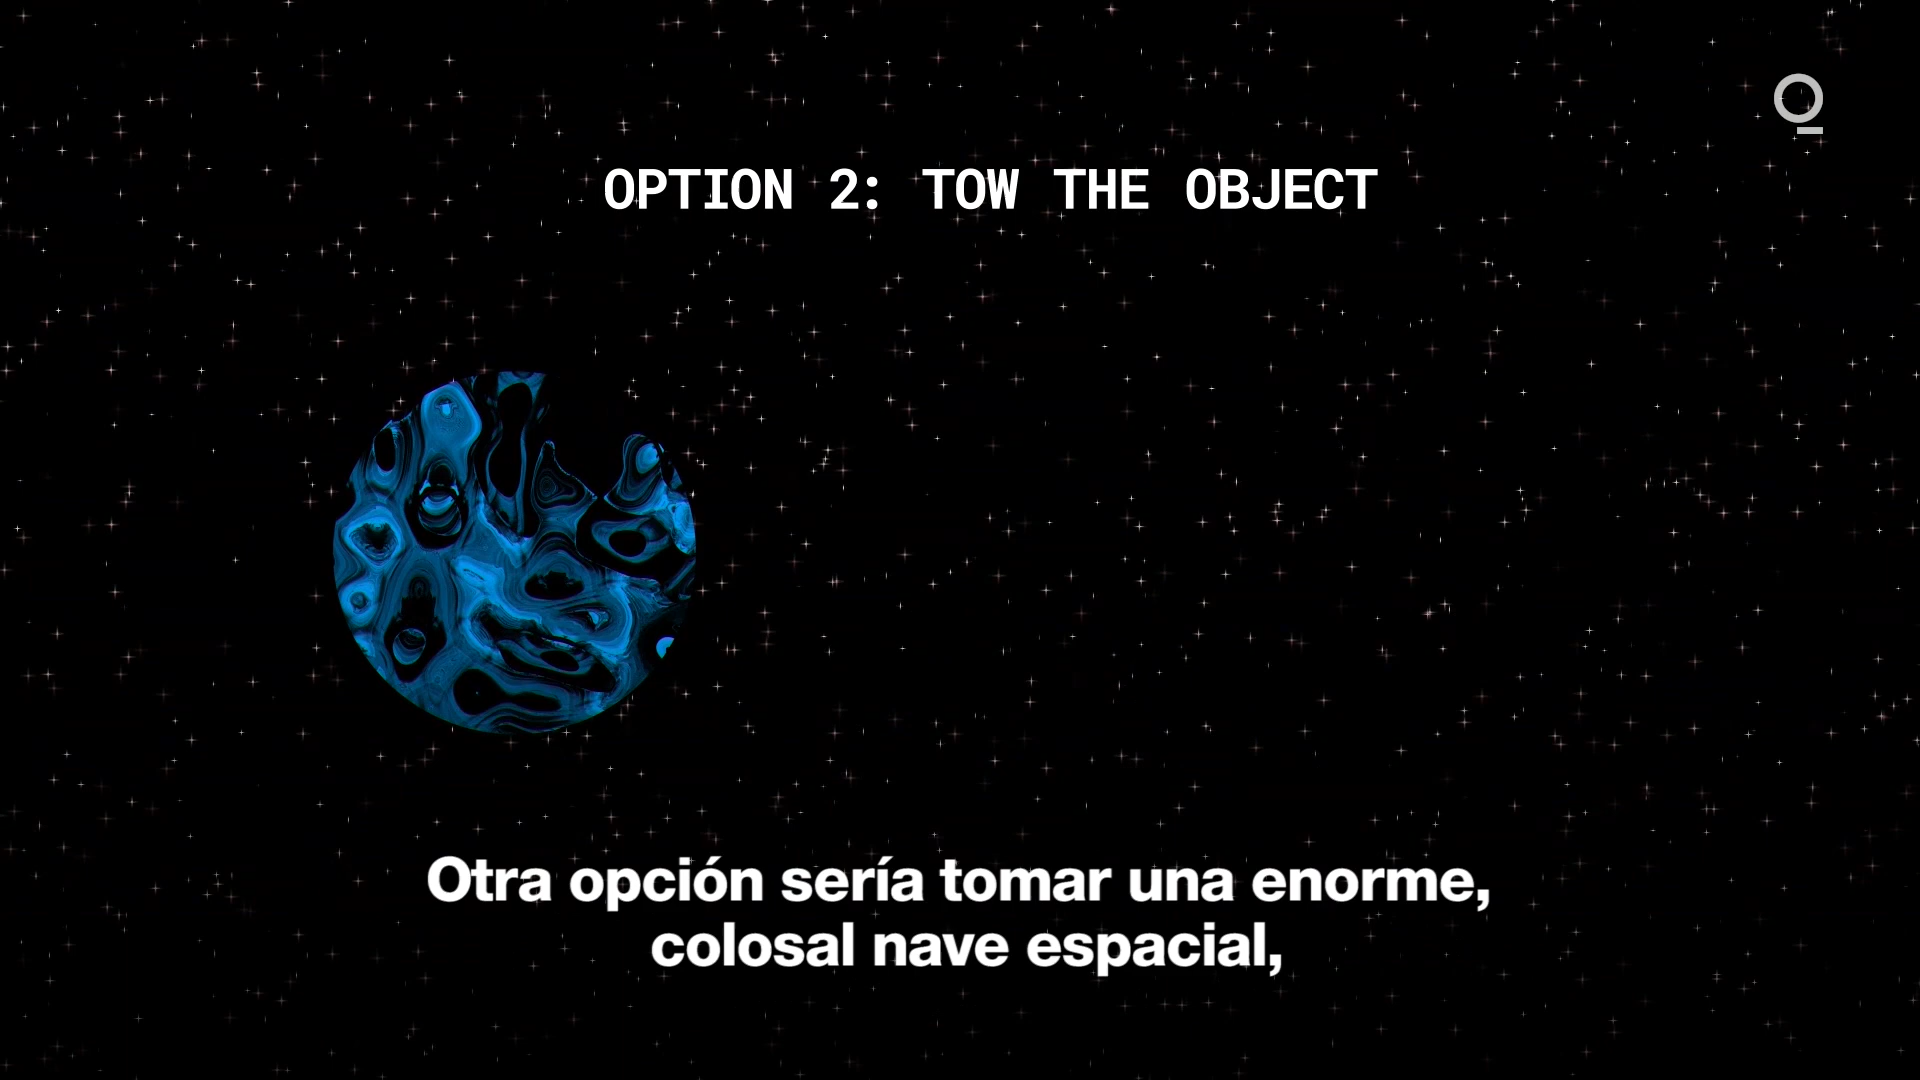 OPTION 2: TOW THE OBJECT
Otra opción sería tomar una enorme,
colosal nave espacial,